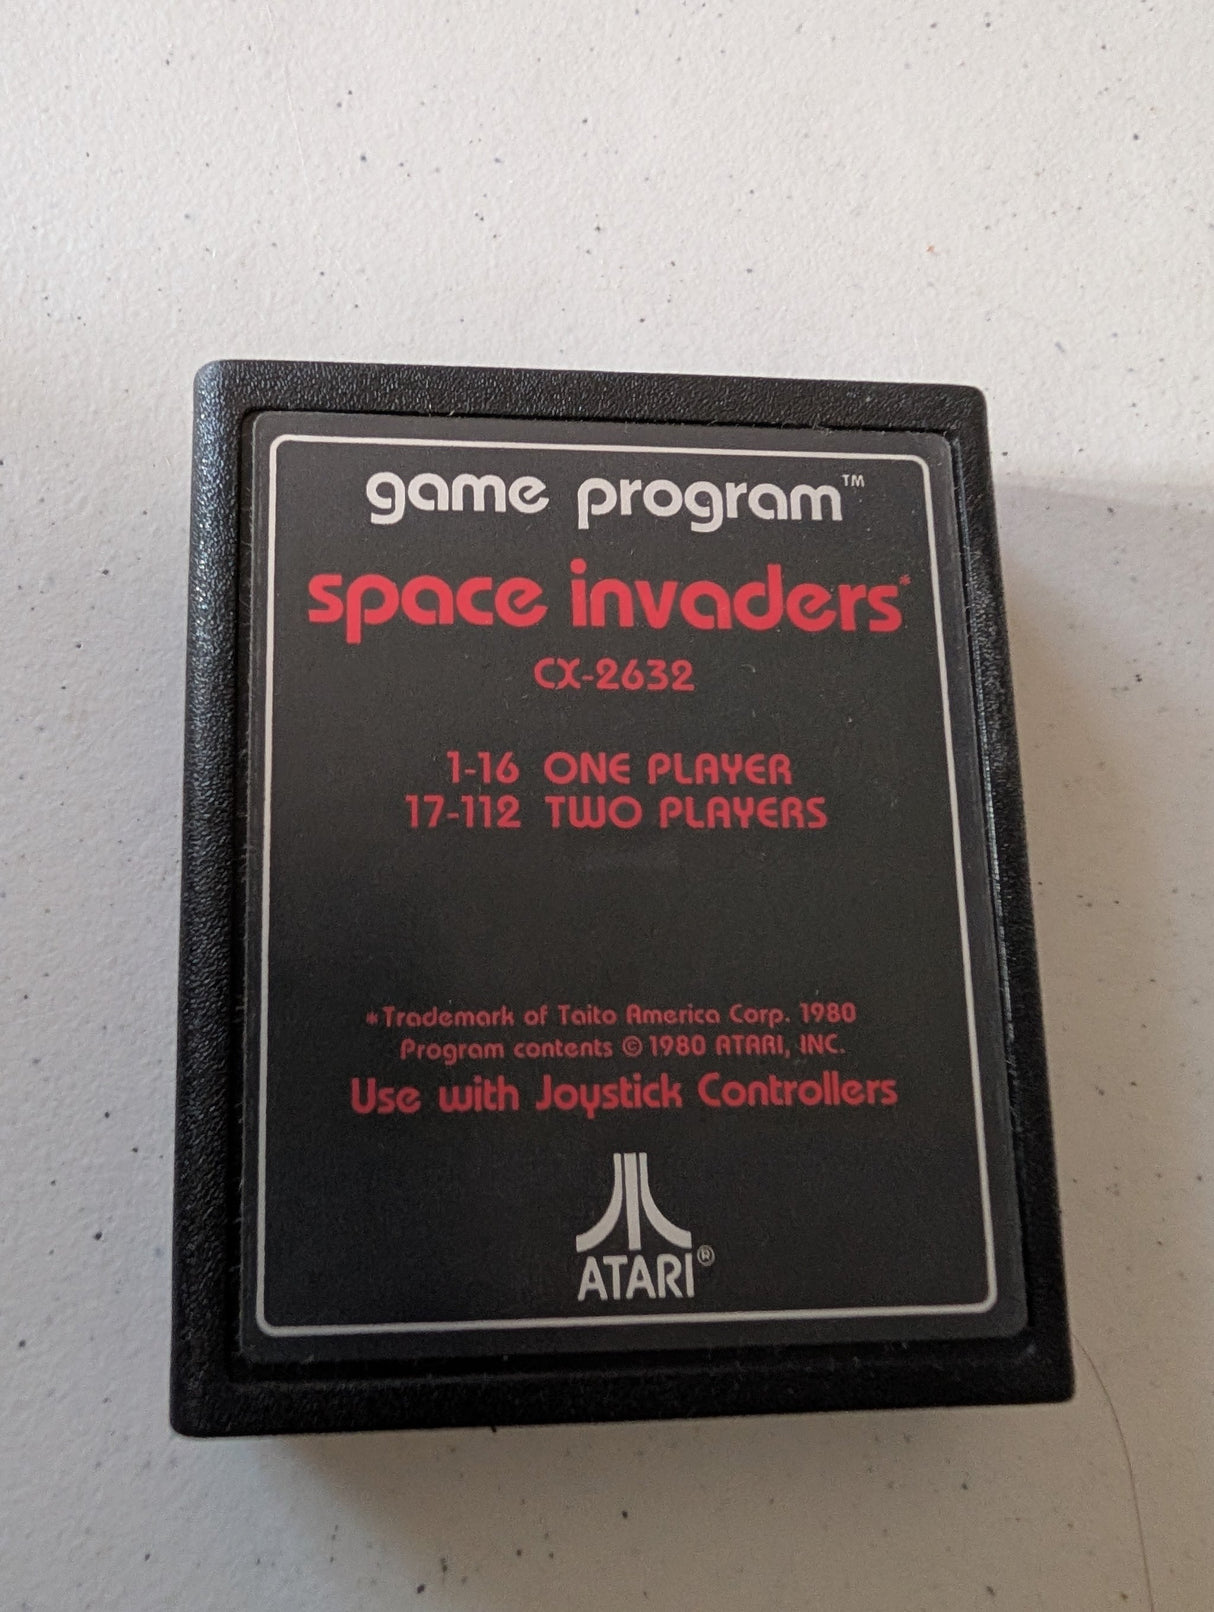 game program™
space invaders*
CX-2632
1-16 ONE PLAYER
17-112 TWO PLAYERS
*Trademark of Taito America Corp. 1980
Program contents © 1980 ATARI, INC.
Use with Joystick Controllers
ATARI®